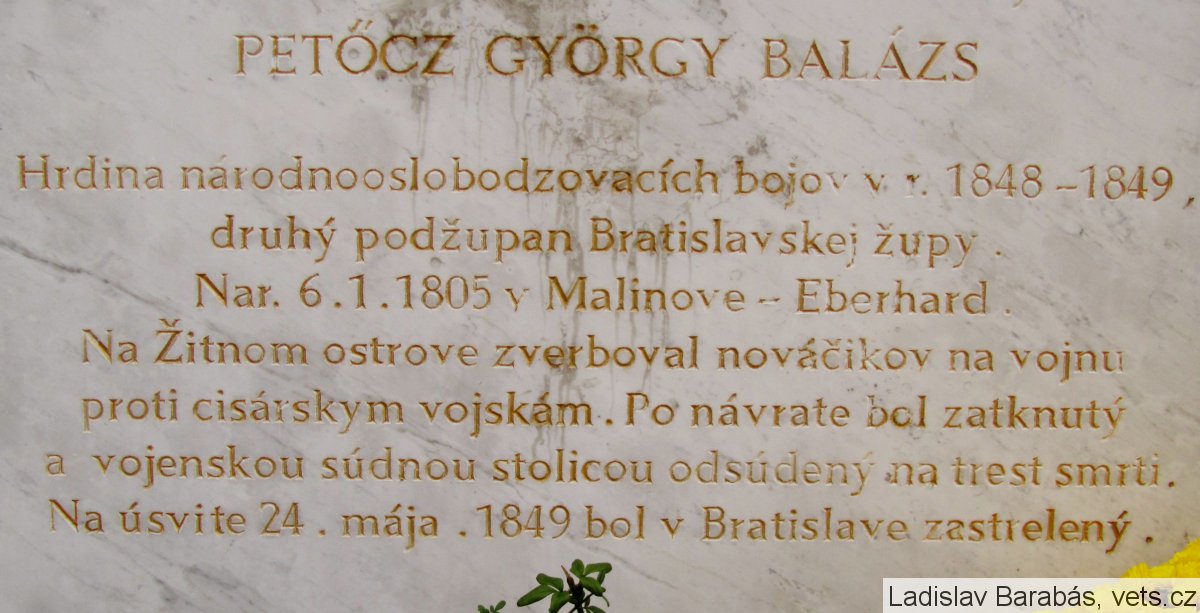 PETŐCZ GYÖRGY BALÁZS
Hrdina národnooslobodzovacích bojov v r. 1848-1849,
druhý podžupan Bratislavskej župy.
Nar. 6.1.1805 v Malinove - Eberhard.
Na Žitnom ostrove zverboval nováčikov na vojnu
proti cisárskym vojskám. Po návrate bol zatknutý
a vojenskou súdnou stolicou odsúdený na trest smrti.
Na úsvite 24. mája. 1849 bol v Bratislave zastrelený.
Ladislav Barabás, vets.cz